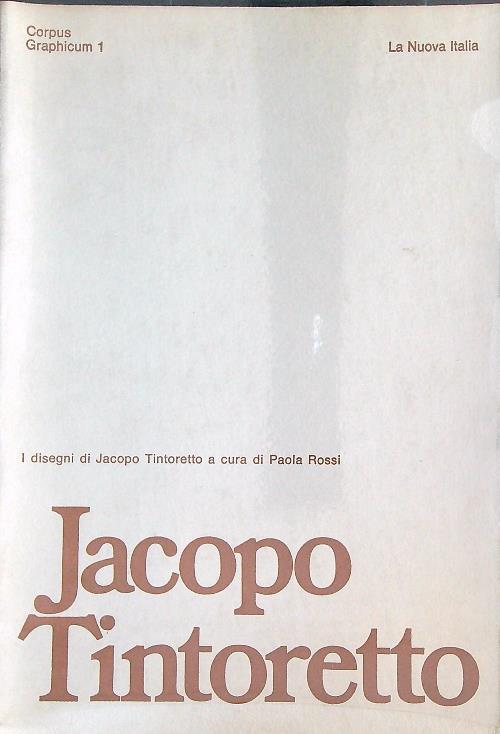 Corpus
Graphicum 1
La Nuova Italia
I disegni di Jacopo Tintoretto a cura di Paola Rossi
Jacopo
Tintoretto